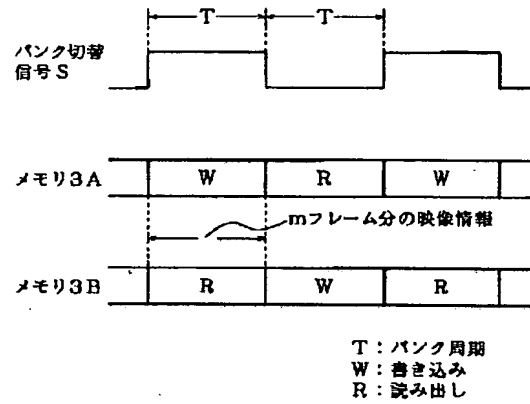 T T
バンク切替
信号S
メモリ3A W R W
mフレーム分の映像情報
メモリ3B R W R
T：バンク周期
W：書き込み
R：読み出し